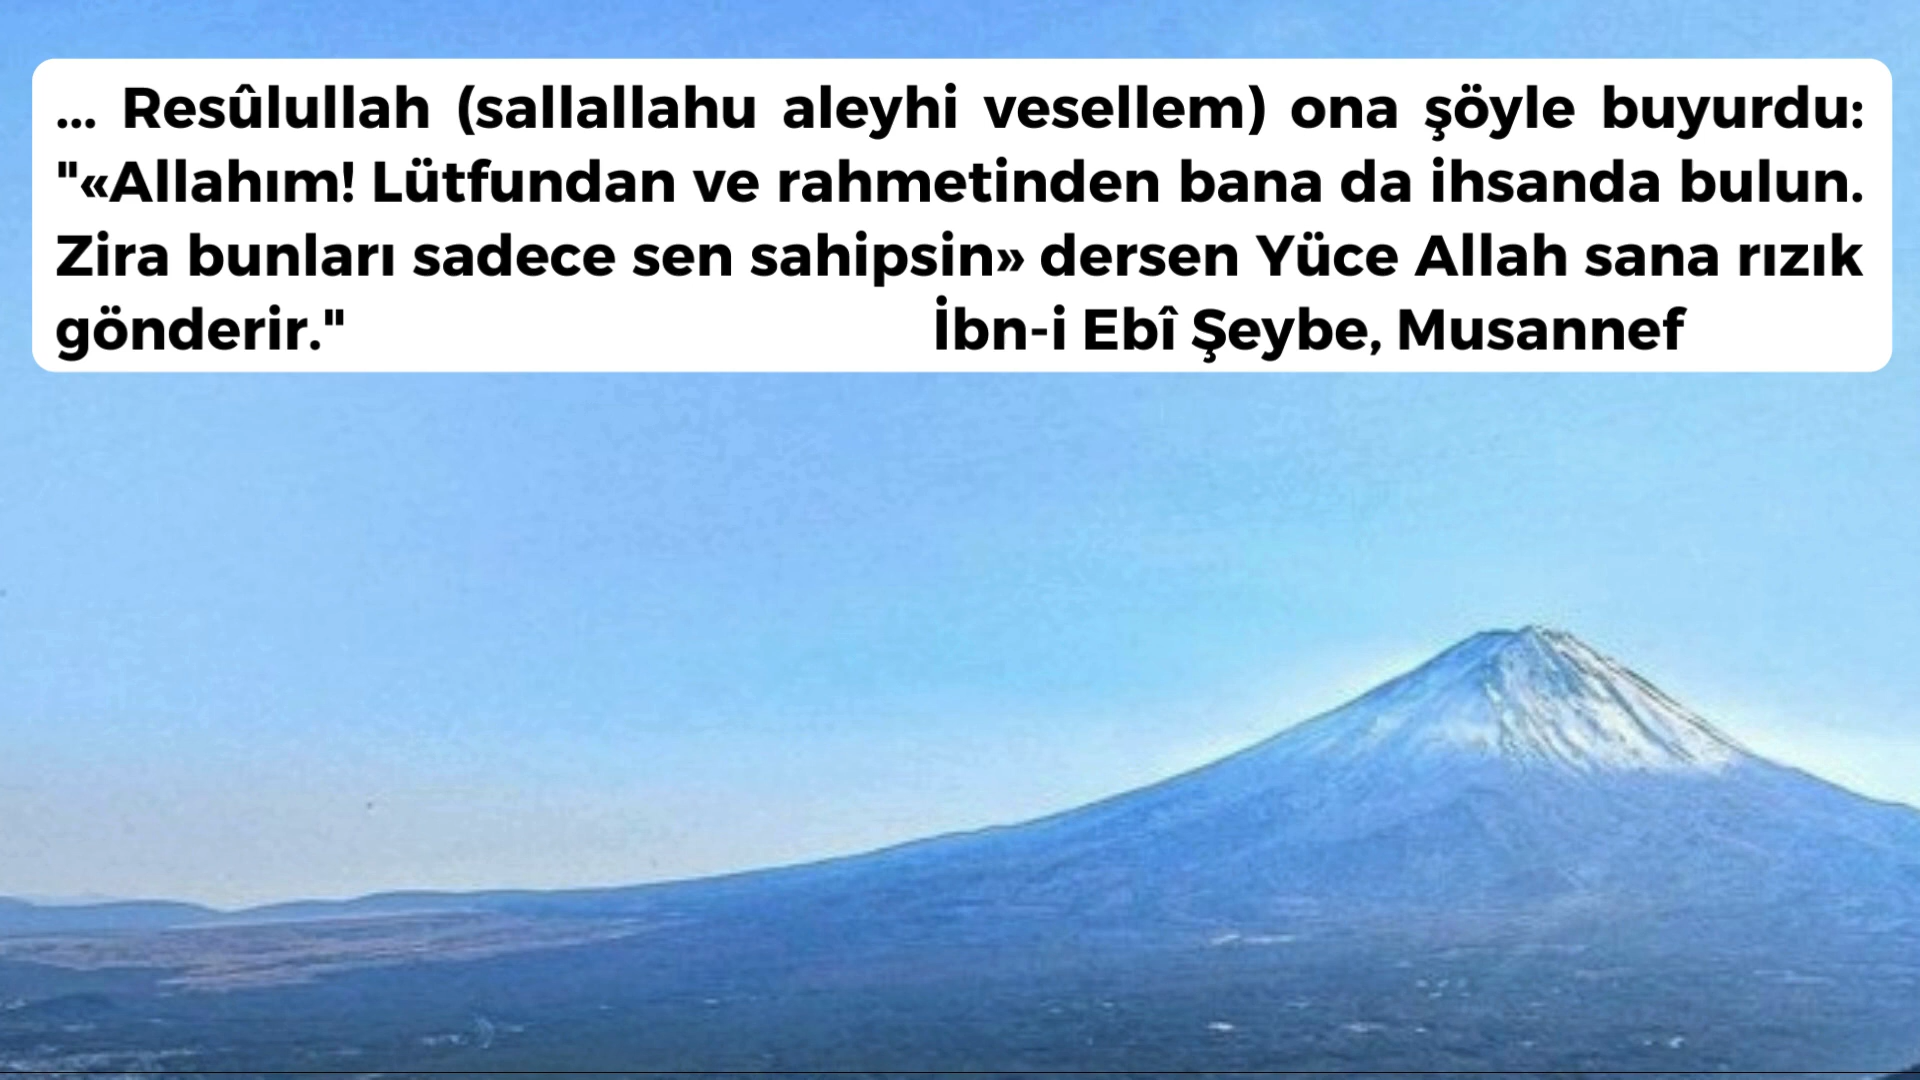 ... Resûlullah (sallallahu aleyhi vesellem) ona şöyle buyurdu:
"«Allahım! Lütfundan ve rahmetinden bana da ihsanda bulun.
Zira bunları sadece sen sahipsin» dersen Yüce Allah sana rızık
gönderir." İbn-i Ebî Şeybe, Musannef